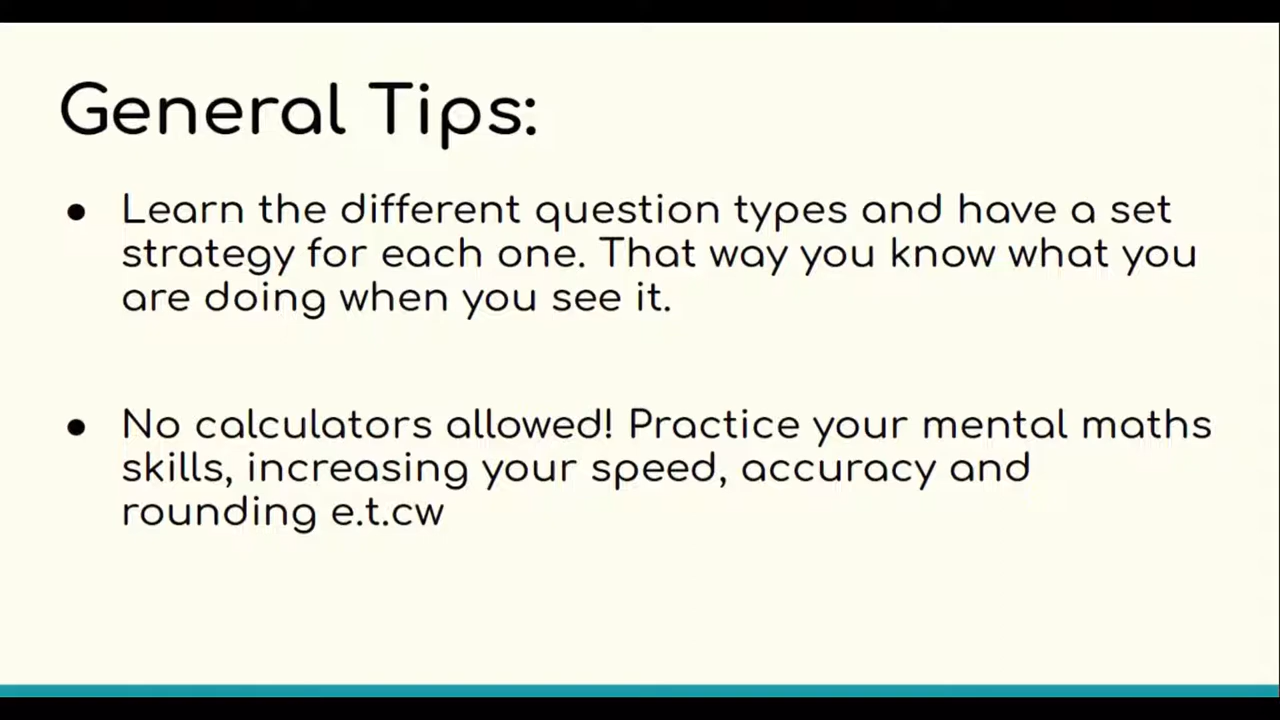 General Tips:
● Learn the different question types and have a set
strategy for each one. That way you know what you
are doing when you see it.
● No calculators allowed! Practice your mental maths
skills, increasing your speed, accuracy and
rounding e.t.cw